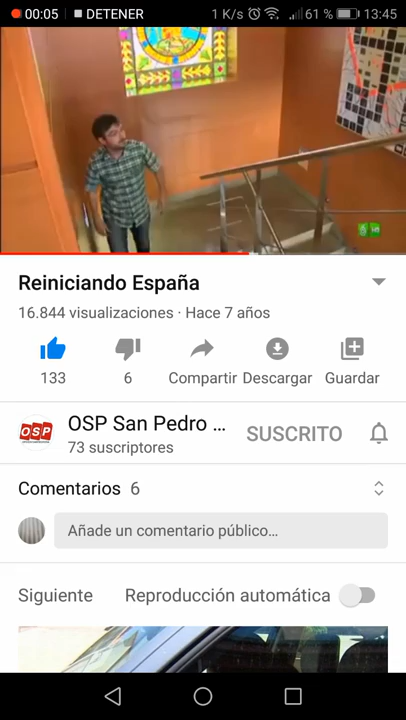 00:05 DETENER 1 K/s 61 % 13:45
Reiniciando España
16.844 visualizaciones · Hace 7 años
133 6 Compartir Descargar Guardar
OSP OSP San Pedro ... SUSCRITO
73 suscriptores
Comentarios 6
Añade un comentario público...
Siguiente Reproducción automática